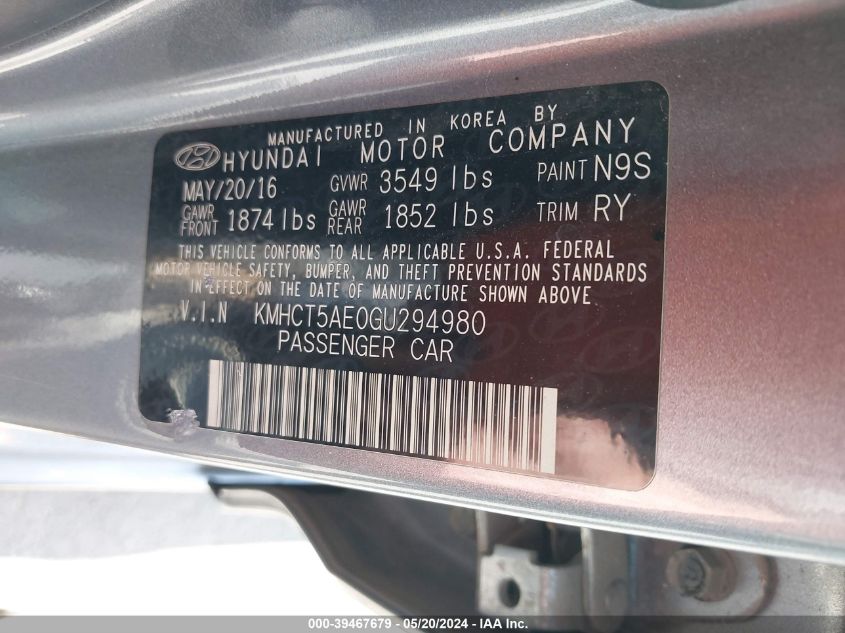 MANUFACTURED IN KOREA BY
HYUNDAI MOTOR COMPANY
MAY/20/16 GVWR 3549 lbs PAINT N9S
GAWR FRONT 1874 lbs GAWR REAR 1852 lbs TRIM RY
THIS VEHICLE CONFORMS TO ALL APPLICABLE U.S.A. FEDERAL
MOTOR VEHICLE SAFETY, BUMPER, AND THEFT PREVENTION STANDARDS
IN EFFECT ON THE DATE OF MANUFACTURE SHOWN ABOVE.
V.I.N KMHCT5AE0GU294980
PASSENGER CAR
000-39467679 - 05/20/2024 - IAA Inc.